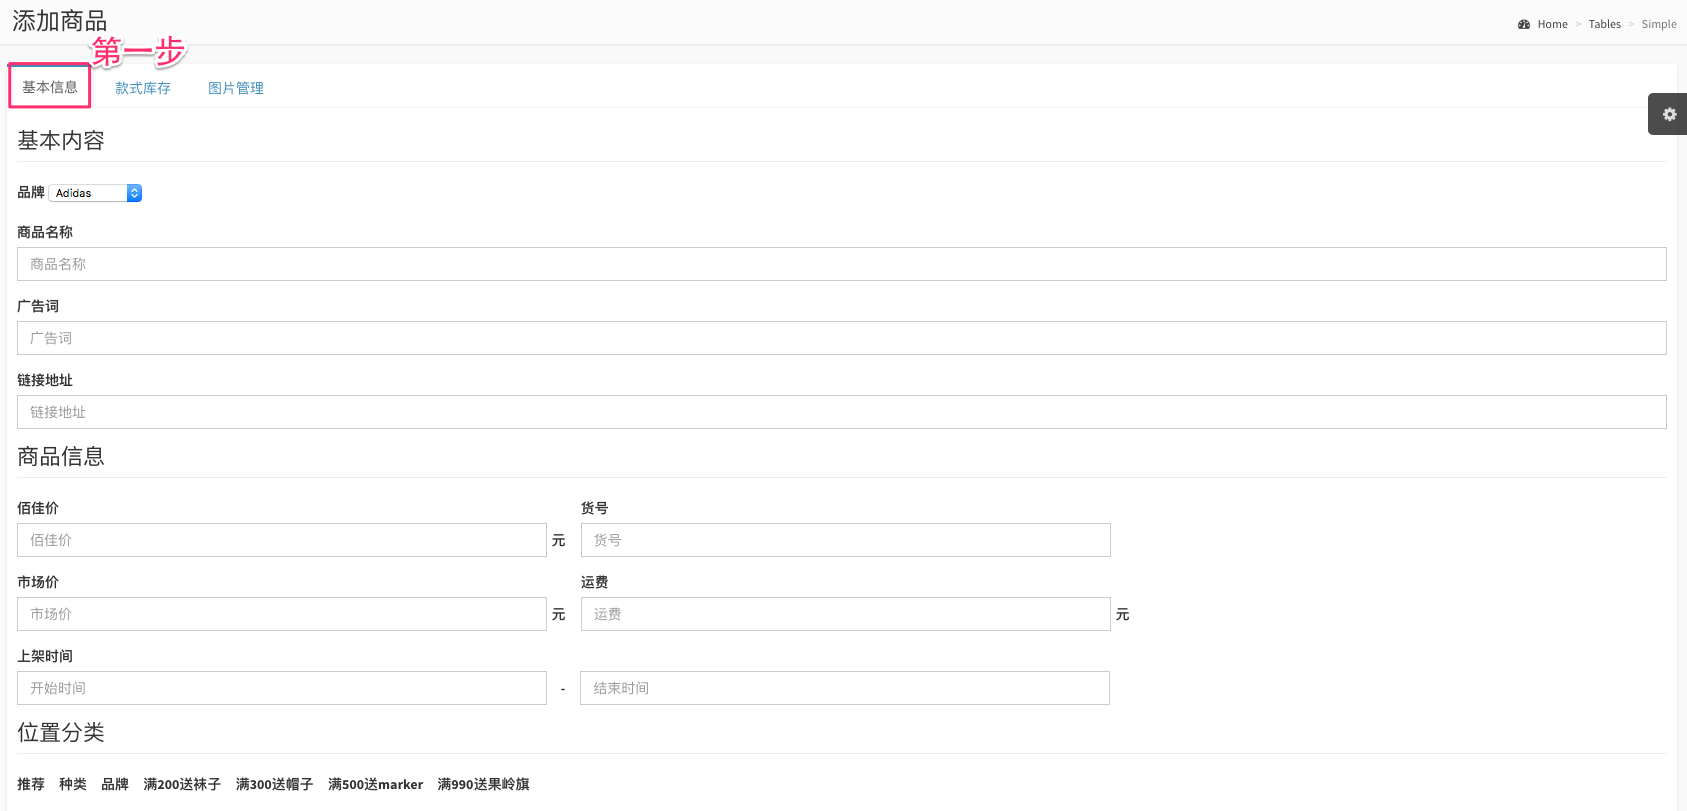 添加商品
Home > Tables > Simple
第一步
基本信息 款式库存 图片管理
基本内容
品牌 Adidas
商品名称
商品名称
广告词
广告词
链接地址
链接地址
商品信息
佰佳价 货号
佰佳价 元 货号
市场价 运费
市场价 元 运费 元
上架时间
开始时间 - 结束时间
位置分类
推荐 种类 品牌 满200送袜子 满300送帽子 满500送marker 满990送果岭旗